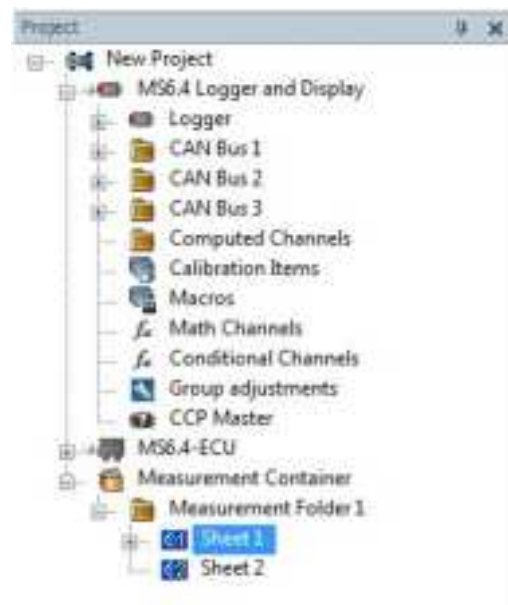 Project
New Project
MS6.4 Logger and Display
Logger
CAN Bus 1
CAN Bus 2
CAN Bus 3
Computed Channels
Calibration Items
Macros
Math Channels
Conditional Channels
Group adjustments
CCP Master
MS6.4-ECU
Measurement Container
Measurement Folder 1
Sheet 1
Sheet 2